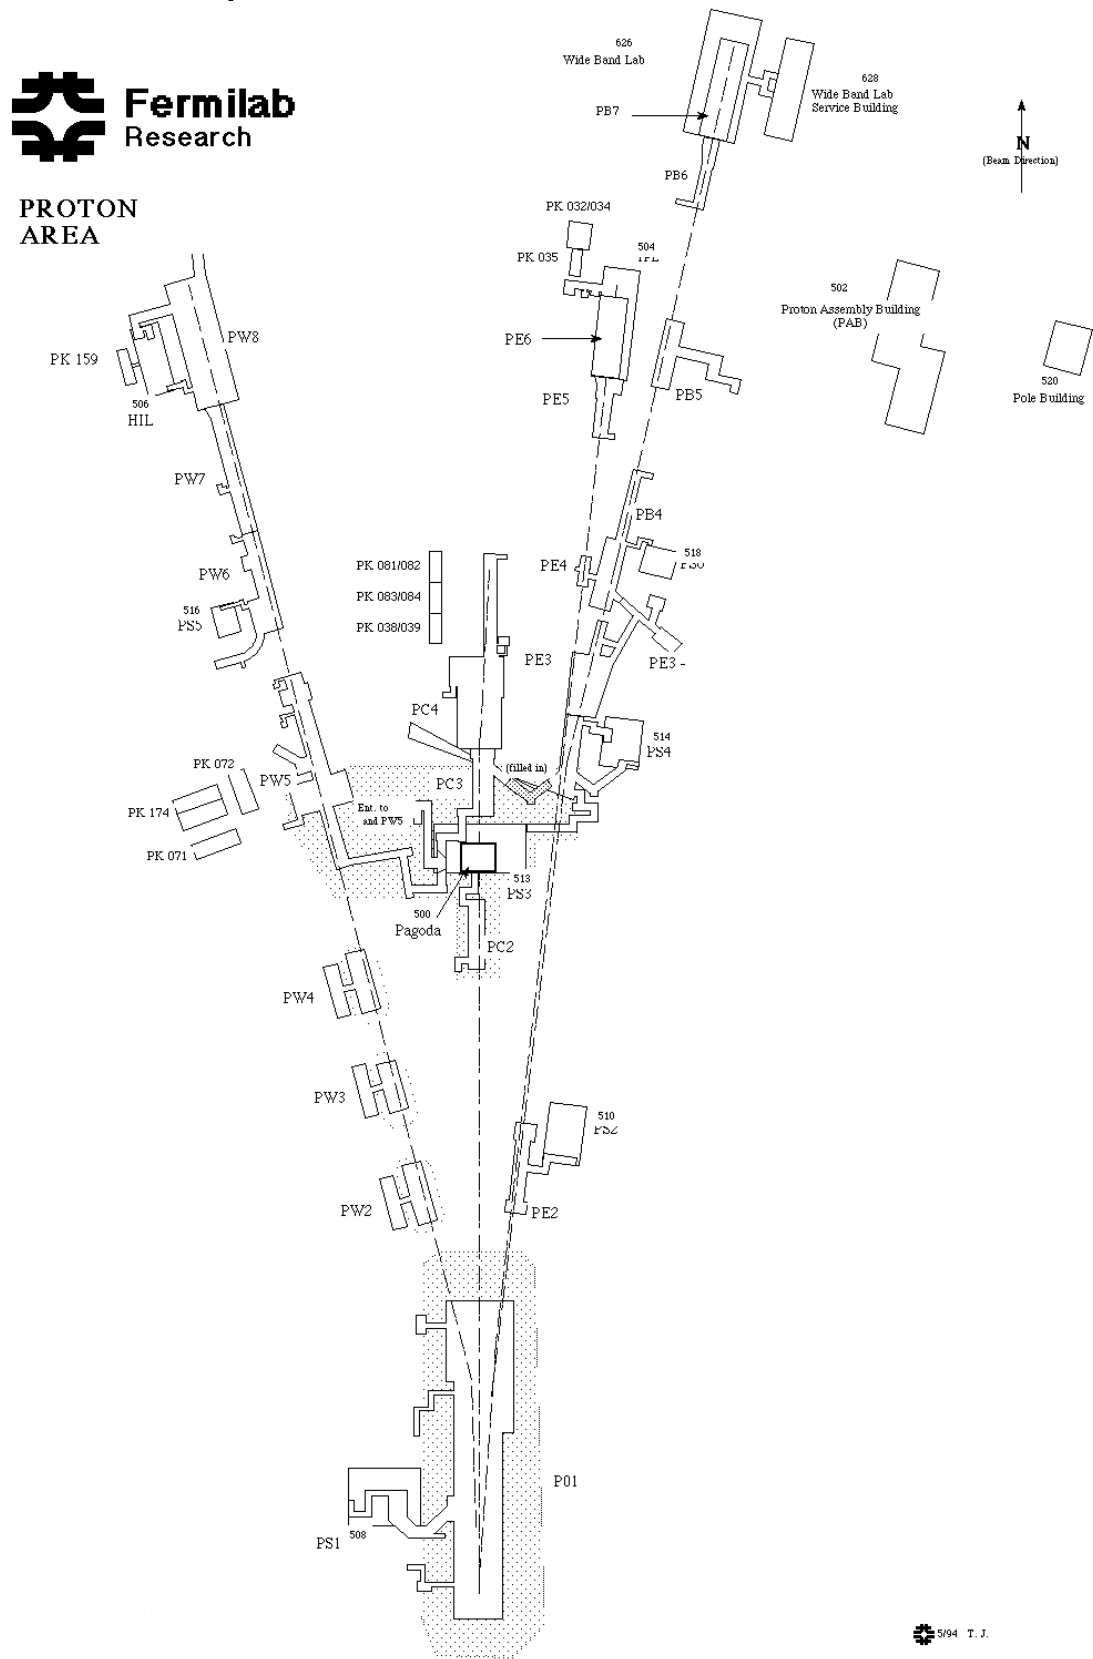 626
Wide Band Lab
Fermilab
Research
628
Wide Band Lab
Service Building
PB7
N
(Beam Direction)
PB6
PROTON
AREA
PK 032/034
504
PK 035
502
Proton Assembly Building
(PAB)
PW8
PE6
PK 159
520
Pole Building
506
HIL
PE5
PB5
PW7
PB4
518
PK 081/082
PE4
PW6
PK 083/084
516
PS5
PK 038/039
PE3
PE3 -
PC4
514
PS4
PK 072
(filled in)
PW5
PC3
PK 174
Ent. to
and PW5
PK 071
513
PS3
500
Pagoda
PC2
PW4
PW3
510
PS2
PW2
PE2
P01
508
PS1
5/94 T. J.